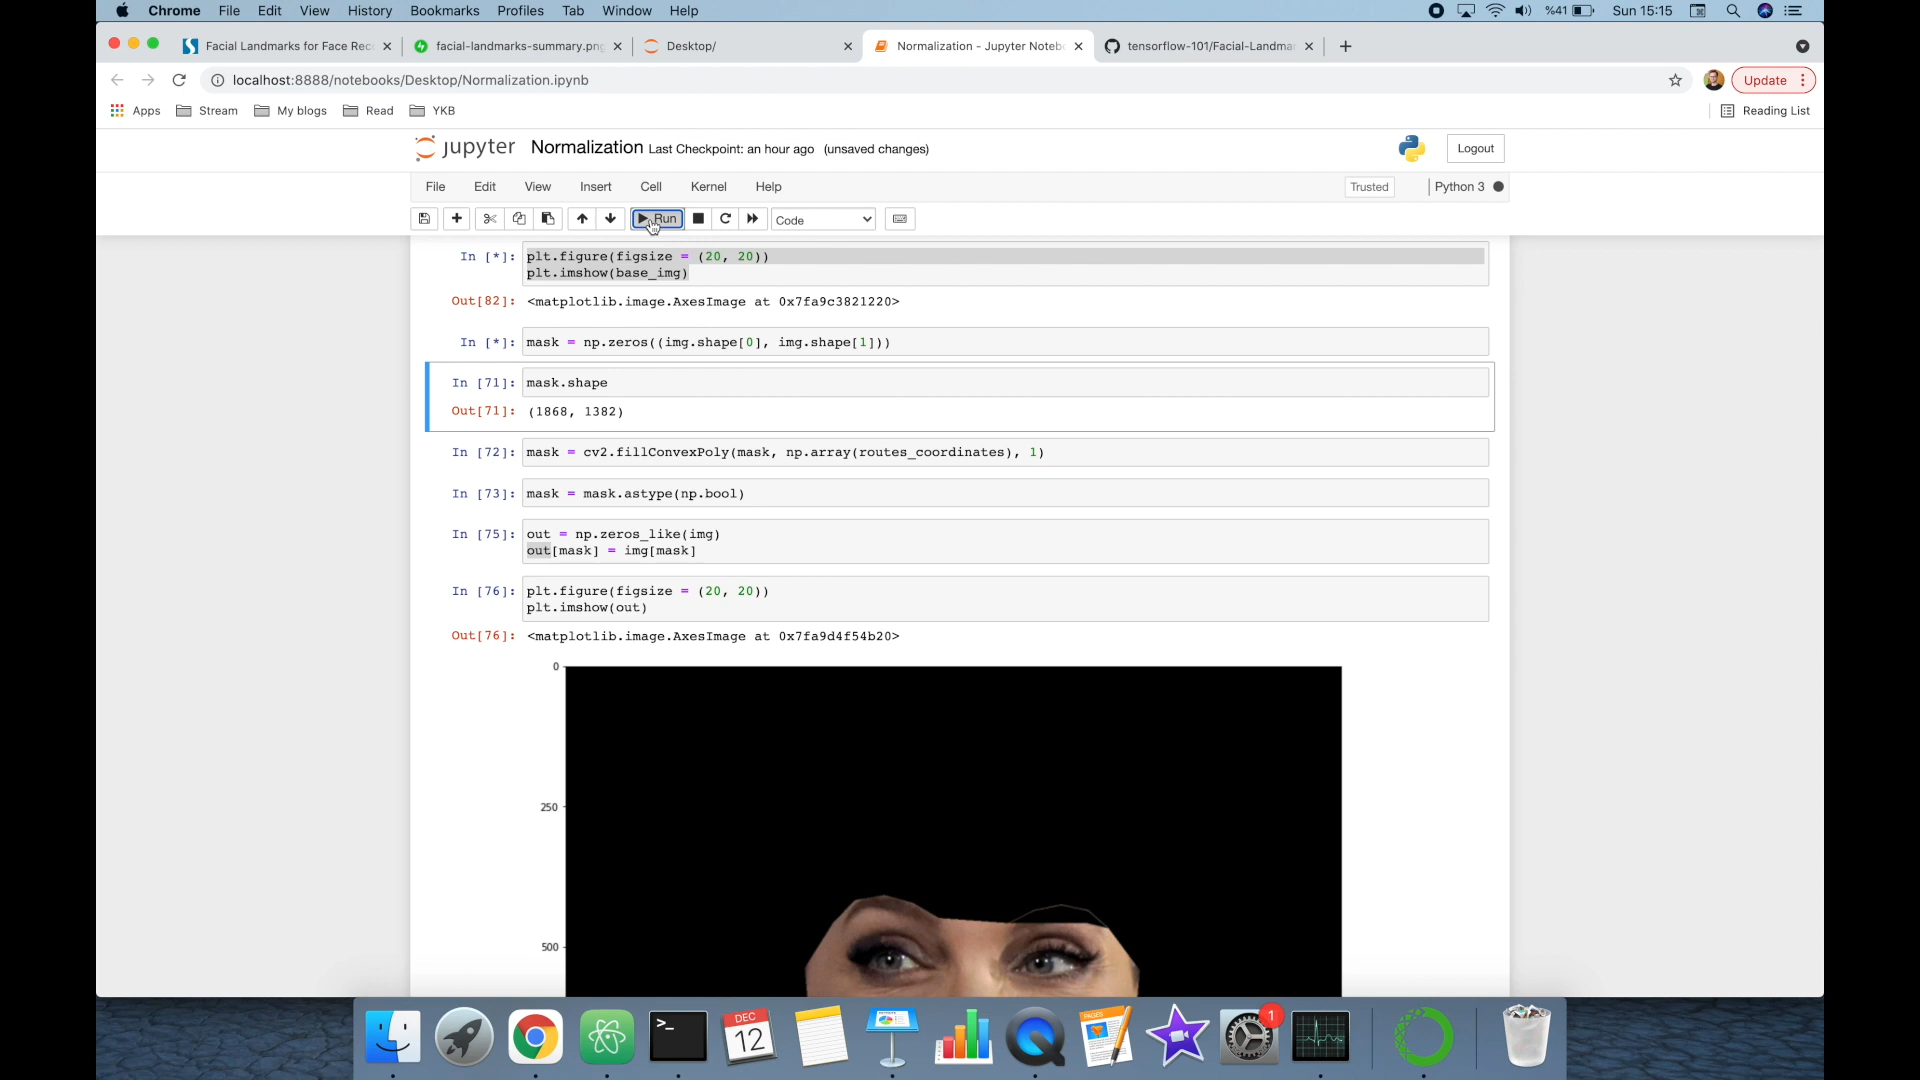 Chrome File Edit View History Bookmarks Profiles Tab Window Help %41 Sun 15:15
Facial Landmarks for Face Rec facial-landmarks-summary.png Desktop/ Normalization - Jupyter Noteb tensorflow-101/Facial-Landma
localhost:8888/notebooks/Desktop/Normalization.ipynb Update
Apps Stream My blogs Read YKB Reading List
jupyter Normalization Last Checkpoint: an hour ago (unsaved changes) Logout
File Edit View Insert Cell Kernel Help Trusted Python 3
Run Code
In [*]: plt.figure(figsize = (20, 20))
plt.imshow(base_img)
Out[82]: <matplotlib.image.AxesImage at 0x7fa9c3821220>
In [*]: mask = np.zeros((img.shape[0], img.shape[1]))
In [71]: mask.shape
Out[71]: (1868, 1382)
In [72]: mask = cv2.fillConvexPoly(mask, np.array(routes_coordinates), 1)
In [73]: mask = mask.astype(np.bool)
In [75]: out = np.zeros_like(img)
out[mask] = img[mask]
In [76]: plt.figure(figsize = (20, 20))
plt.imshow(out)
Out[76]: <matplotlib.image.AxesImage at 0x7fa9d4f54b20>
0
250
500
DEC
12
1